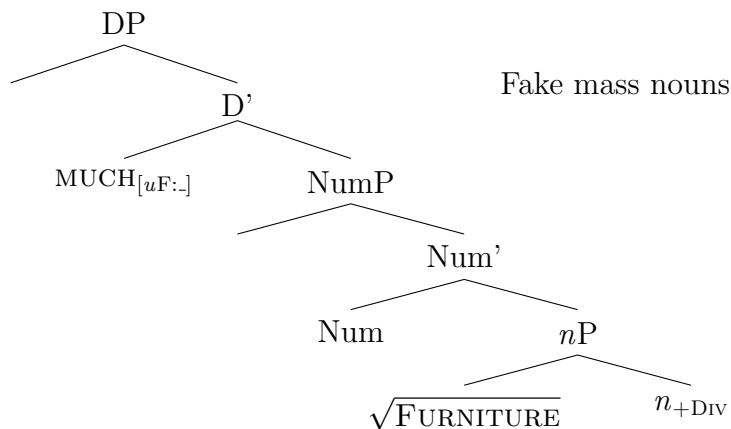 DP
Fake mass nouns
D'
MUCH[uF:_]
NumP
Num'
Num
nP
√FURNITURE
n+DIV